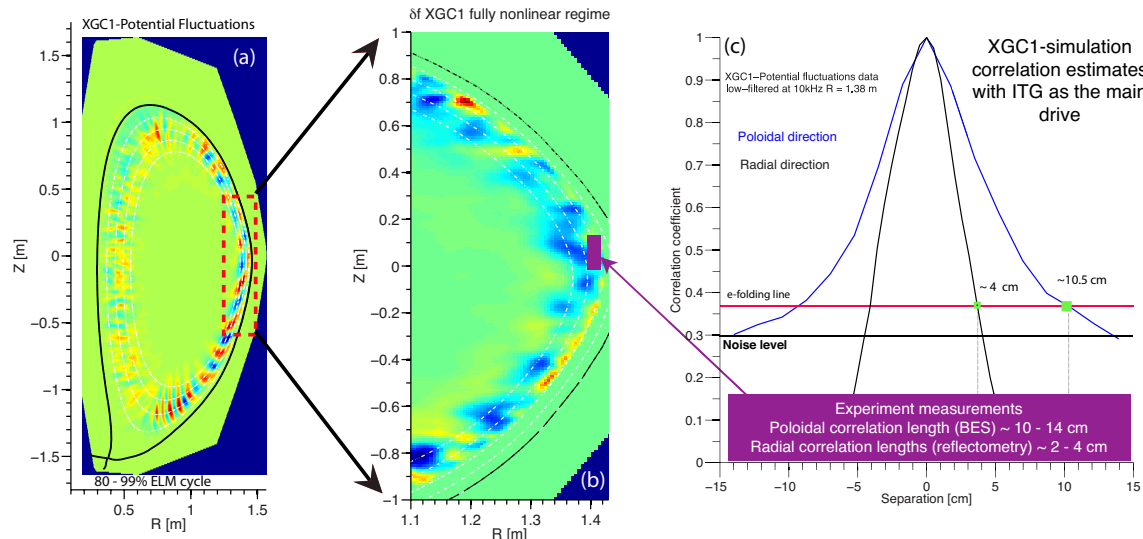 XGC1-Potential Fluctuations
(a)
1.5
1
0.5
0
−0.5
−1
−1.5
Z [m]
80 - 99% ELM cycle
0.5
1
1.5
R [m]
δf XGC1 fully nonlinear regime
1
0.8
0.6
0.4
0.2
0
−0.2
−0.4
−0.6
−0.8
−1
Z [m]
(b)
1.1
1.2
1.3
1.4
R [m]
(c)
XGC1-simulation
correlation estimates
with ITG as the main
drive
XGC1−Potential fluctuations data
low−filtered at 10kHz R = 1.38 m
Poloidal direction
Radial direction
1
0.9
0.8
0.7
0.6
0.5
0.4
0.3
0.2
0.1
0
Correlation coefficient
e-folding line
~ 4 cm
~10.5 cm
Noise level
Experiment measurements
Poloidal correlation length (BES) ~ 10 - 14 cm
Radial correlation lengths (reflectometry) ~ 2 - 4 cm
−15
−10
−5
0
5
10
15
Separation [cm]